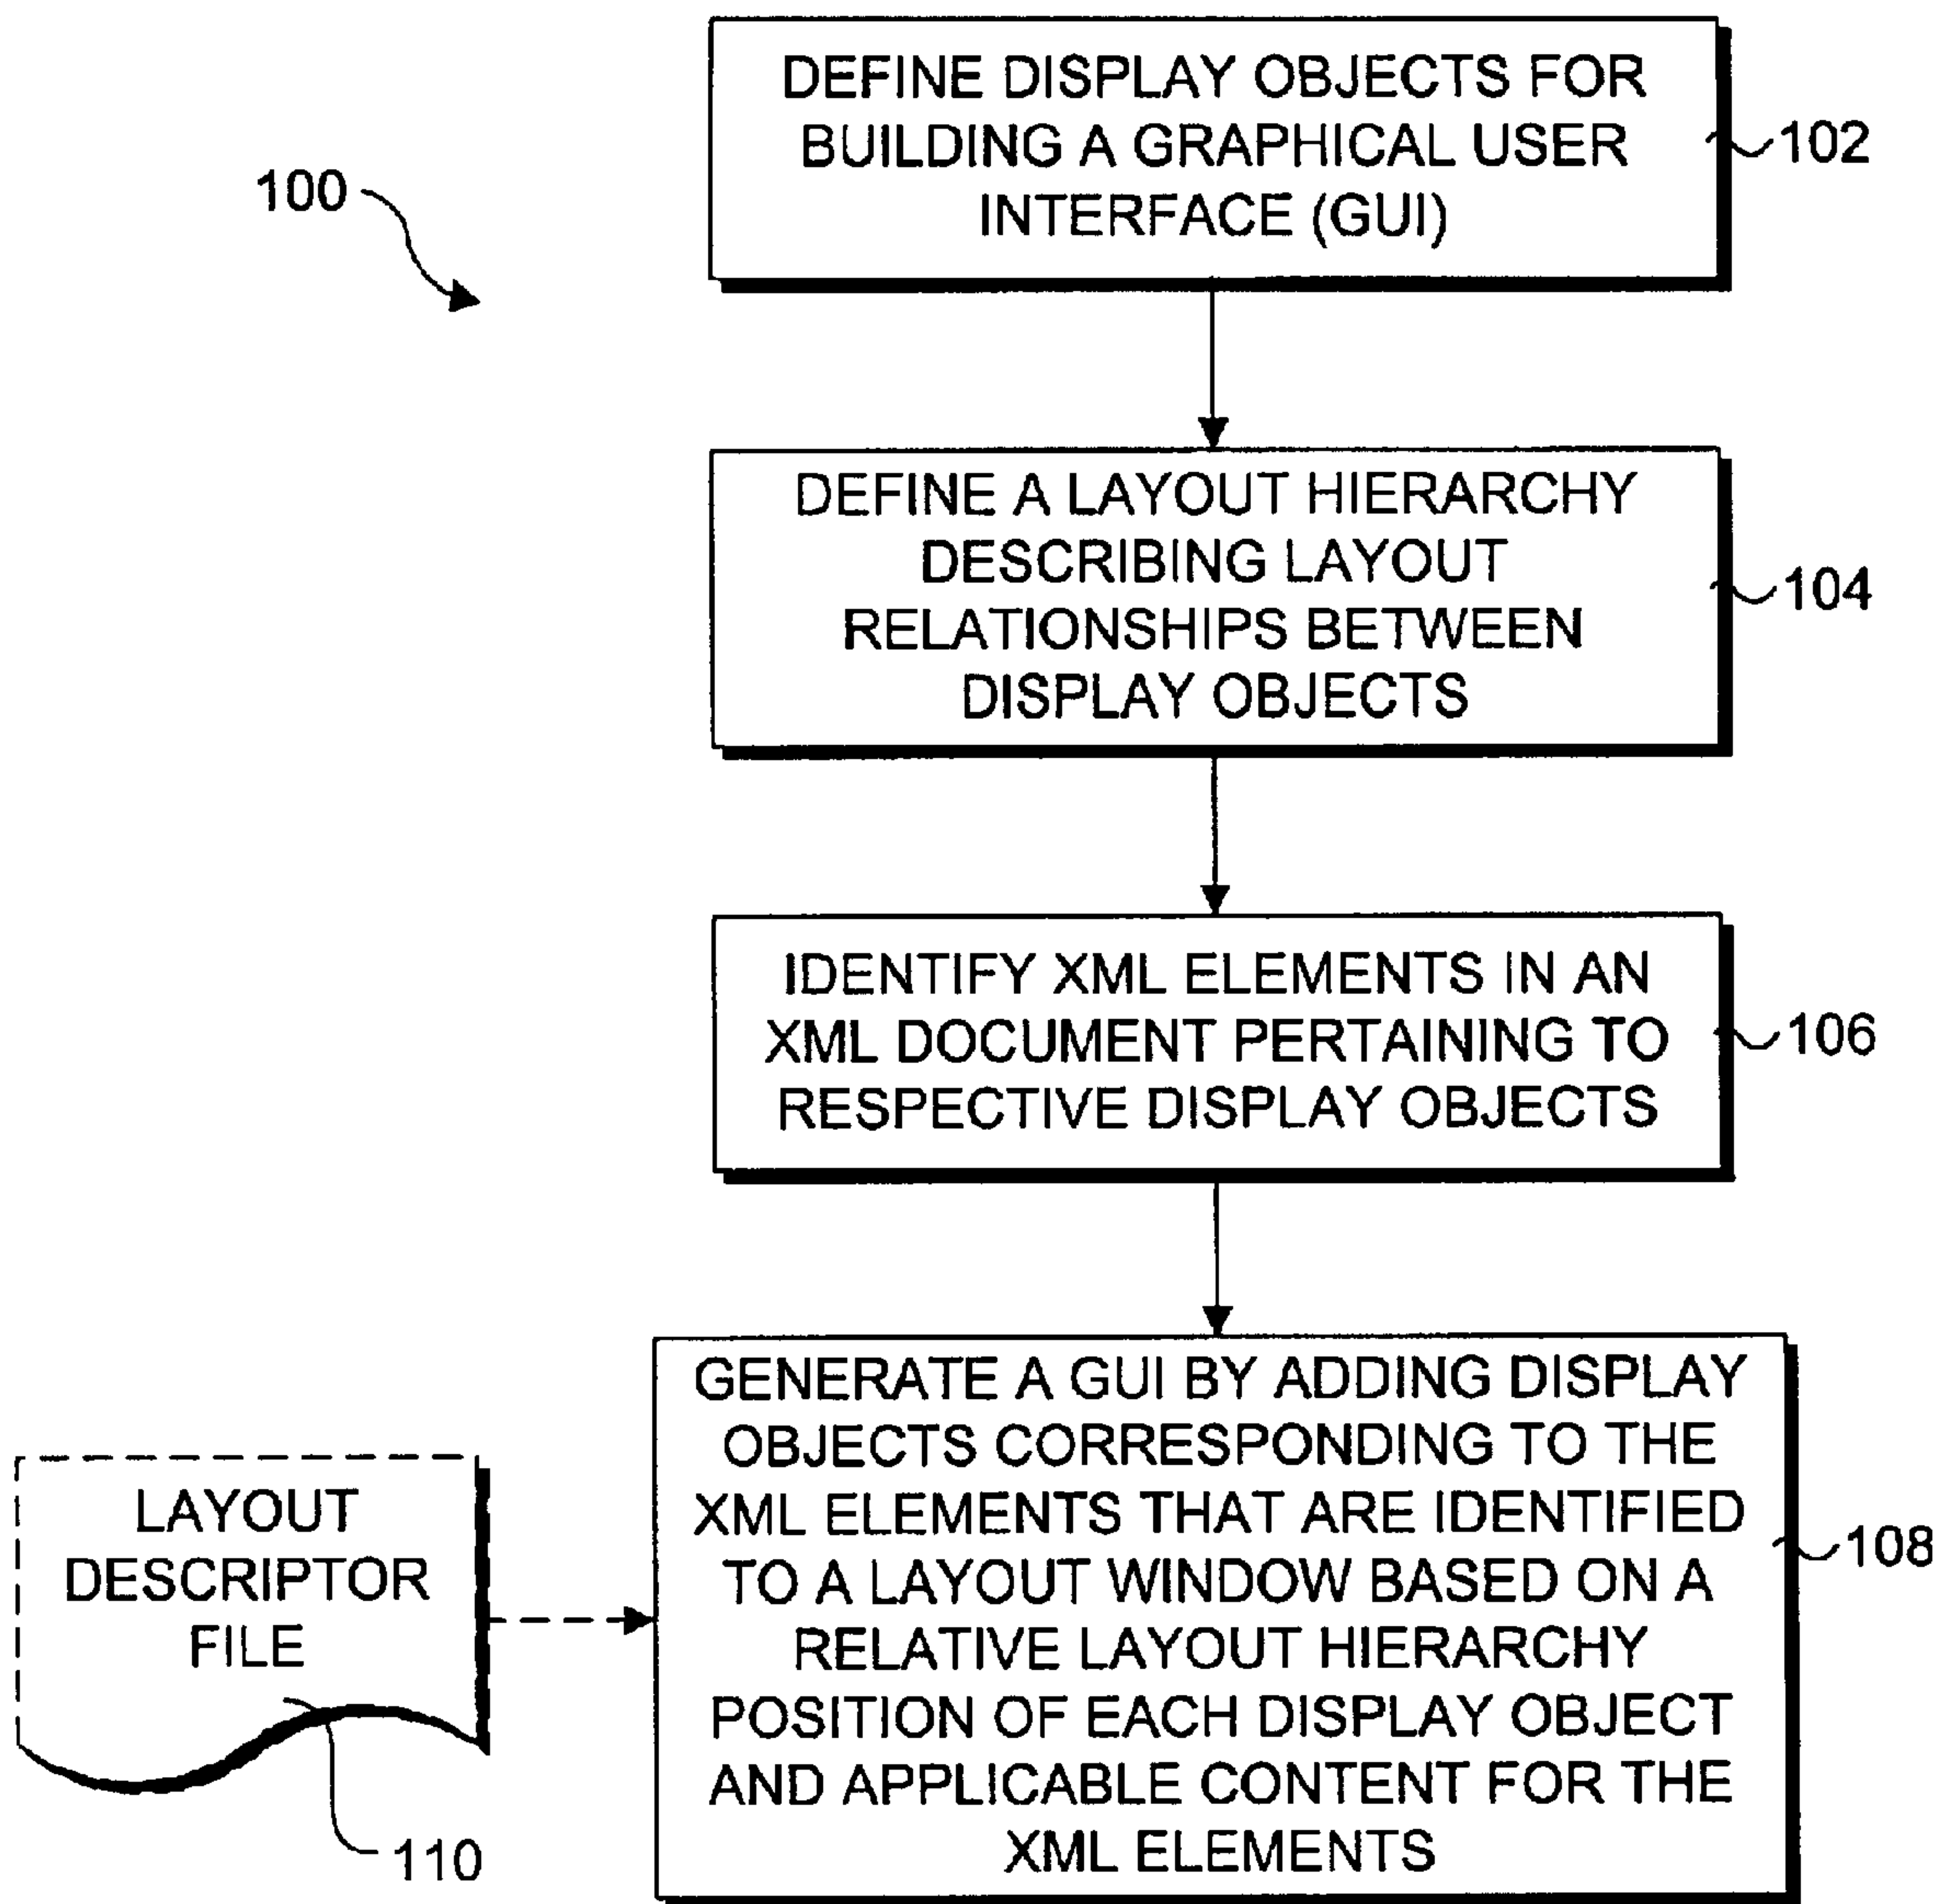 DEFINE DISPLAY OBJECTS FOR
BUILDING A GRAPHICAL USER
INTERFACE (GUI)
102
100
DEFINE A LAYOUT HIERARCHY
DESCRIBING LAYOUT
RELATIONSHIPS BETWEEN
DISPLAY OBJECTS
104
IDENTIFY XML ELEMENTS IN AN
XML DOCUMENT PERTAINING TO
RESPECTIVE DISPLAY OBJECTS
106
GENERATE A GUI BY ADDING DISPLAY
OBJECTS CORRESPONDING TO THE
XML ELEMENTS THAT ARE IDENTIFIED
TO A LAYOUT WINDOW BASED ON A
RELATIVE LAYOUT HIERARCHY
POSITION OF EACH DISPLAY OBJECT
AND APPLICABLE CONTENT FOR THE
XML ELEMENTS
108
LAYOUT
DESCRIPTOR
FILE
110